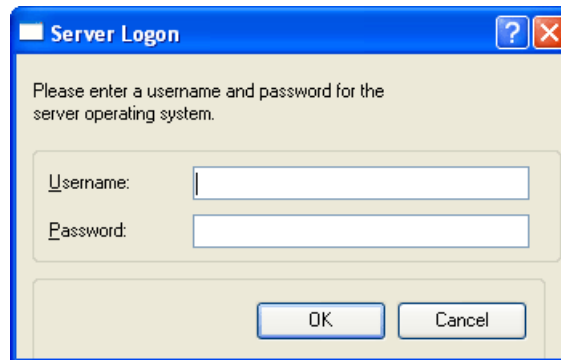 Server Logon
?
Please enter a username and password for the
server operating system.
Username:
Password:
OK
Cancel